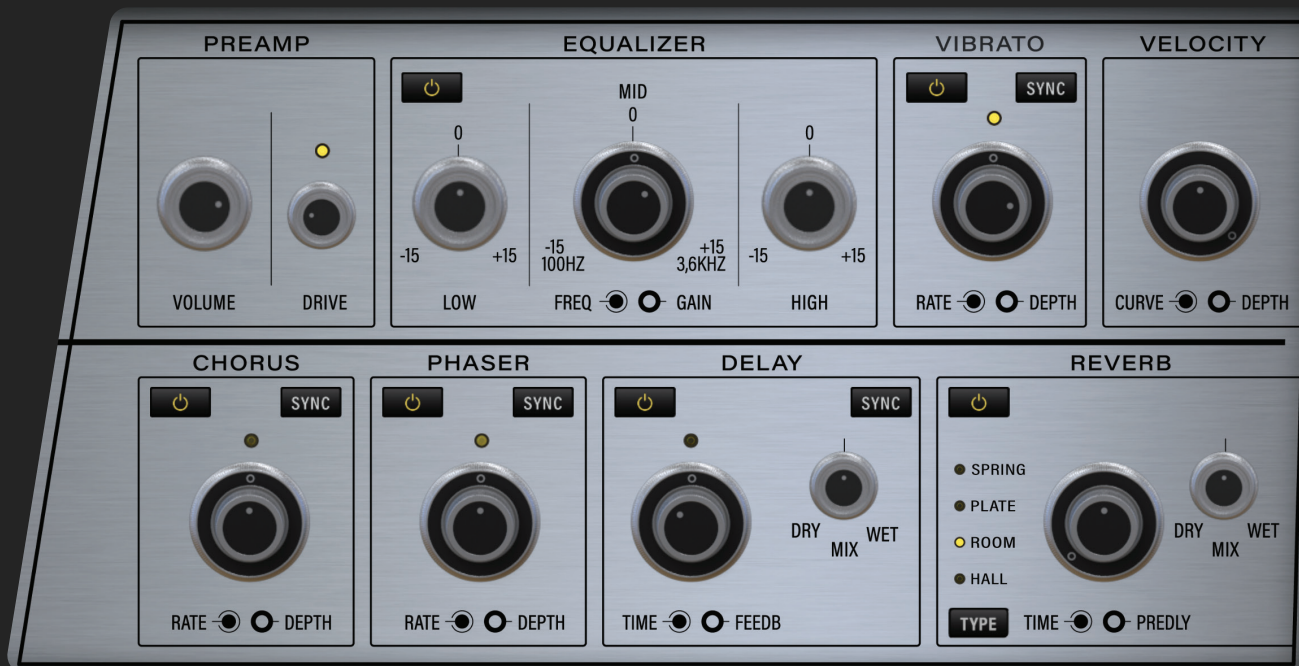 PREAMP
VOLUME
DRIVE
EQUALIZER
0
-15
+15
LOW
MID
0
-15
100HZ
+15
3,6KHZ
FREQ
GAIN
0
-15
+15
HIGH
VIBRATO
SYNC
RATE
DEPTH
VELOCITY
CURVE
DEPTH
CHORUS
SYNC
RATE
DEPTH
PHASER
SYNC
RATE
DEPTH
DELAY
SYNC
DRY
MIX
WET
TIME
FEEDB
REVERB
SPRING
PLATE
ROOM
HALL
TYPE
TIME
PREDLY
DRY
MIX
WET